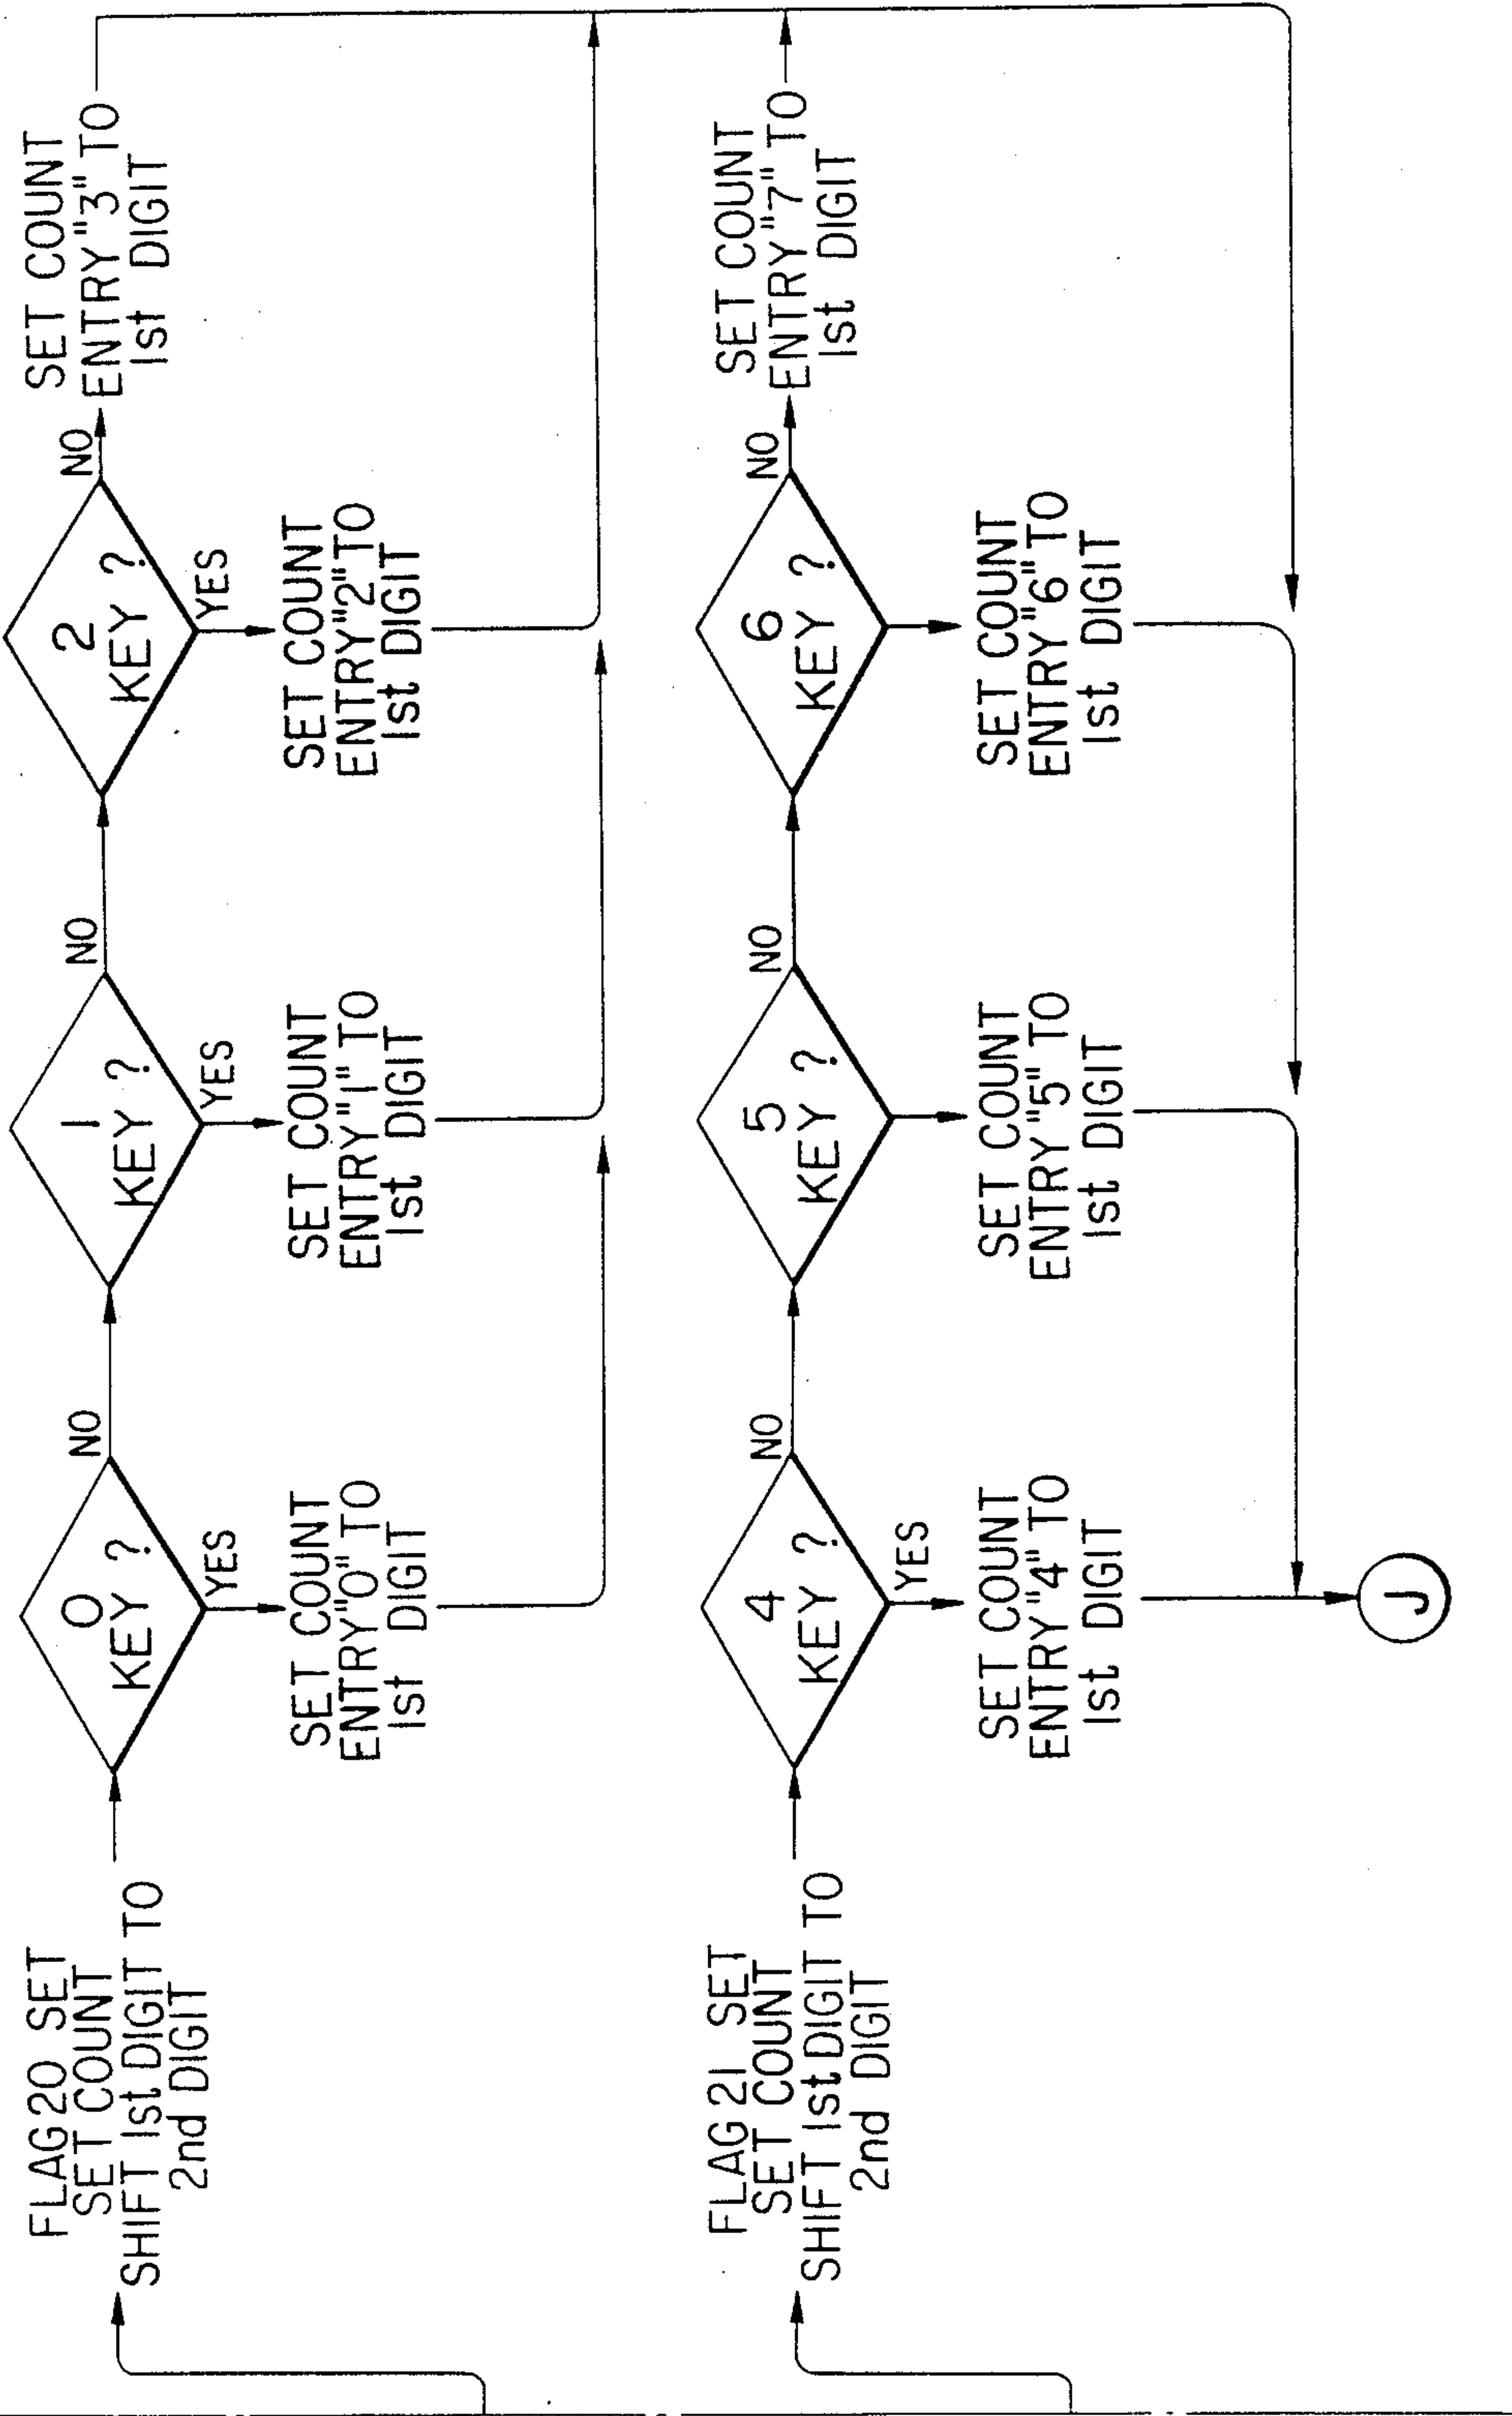 FLAG 20 SET
SET COUNT
SHIFT 1st DIGIT TO
2nd DIGIT
0
KEY ?
NO
YES
SET COUNT
ENTRY "0" TO
1st DIGIT
1
KEY ?
NO
YES
SET COUNT
ENTRY "1" TO
1st DIGIT
2
KEY ?
NO
YES
SET COUNT
ENTRY "2" TO
1st DIGIT
SET COUNT
ENTRY "3" TO
1st DIGIT
FLAG 21 SET
SET COUNT
SHIFT 1st DIGIT TO
2nd DIGIT
4
KEY ?
NO
YES
SET COUNT
ENTRY "4" TO
1st DIGIT
5
KEY ?
NO
SET COUNT
ENTRY "5" TO
1st DIGIT
6
KEY ?
NO
SET COUNT
ENTRY "6" TO
1st DIGIT
SET COUNT
ENTRY "7" TO
1st DIGIT
J